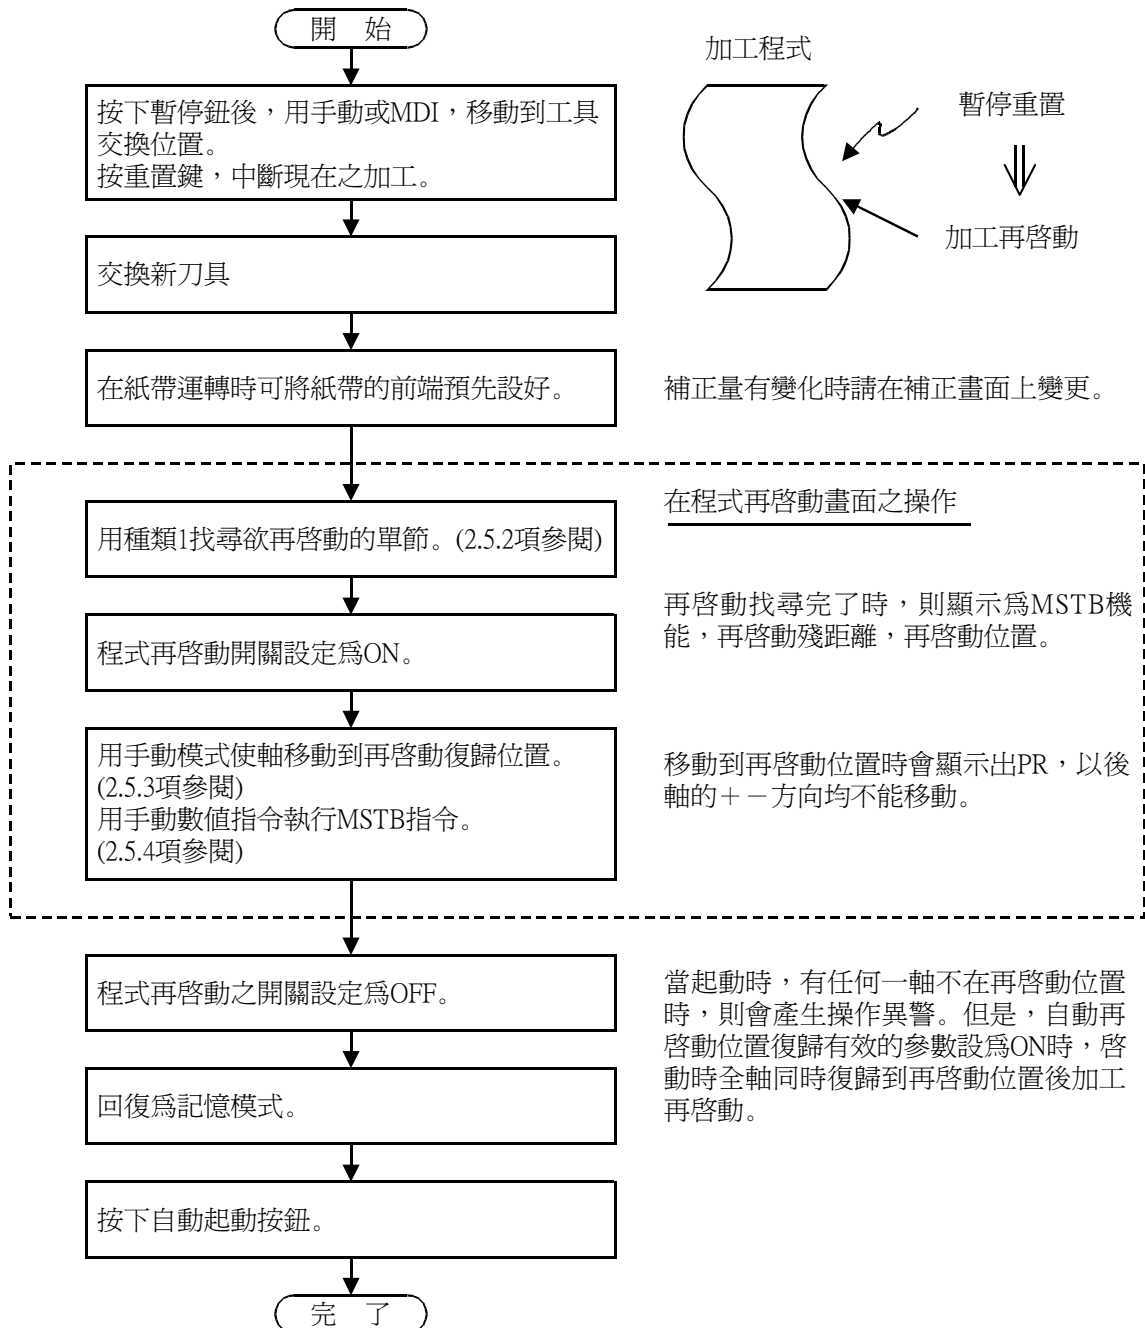 開 始
加工程式
按下暫停鈕後，用手動或MDI，移動到工具
交換位置。
按重置鍵，中斷現在之加工。
暫停重置
加工再啓動
交換新刀具
在紙帶運轉時可將紙帶的前端預先設好。
補正量有變化時請在補正畫面上變更。
在程式再啓動畫面之操作
用種類1找尋欲再啓動的單節。(2.5.2項參閱)
再啓動找尋完了時，則顯示爲MSTB機
能，再啓動殘距離，再啓動位置。
程式再啓動開關設定爲ON。
用手動模式使軸移動到再啓動復歸位置。
(2.5.3項參閱)
用手動數值指令執行MSTB指令。
(2.5.4項參閱)
移動到再啓動位置時會顯示出PR，以後
軸的＋－方向均不能移動。
程式再啓動之開關設定爲OFF。
當起動時，有任何一軸不在再啓動位置
時，則會產生操作異警。但是，自動再
啓動位置復歸有效的參數設爲ON時，啓
動時全軸同時復歸到再啓動位置後加工
再啓動。
回復爲記憶模式。
按下自動起動按鈕。
完 了